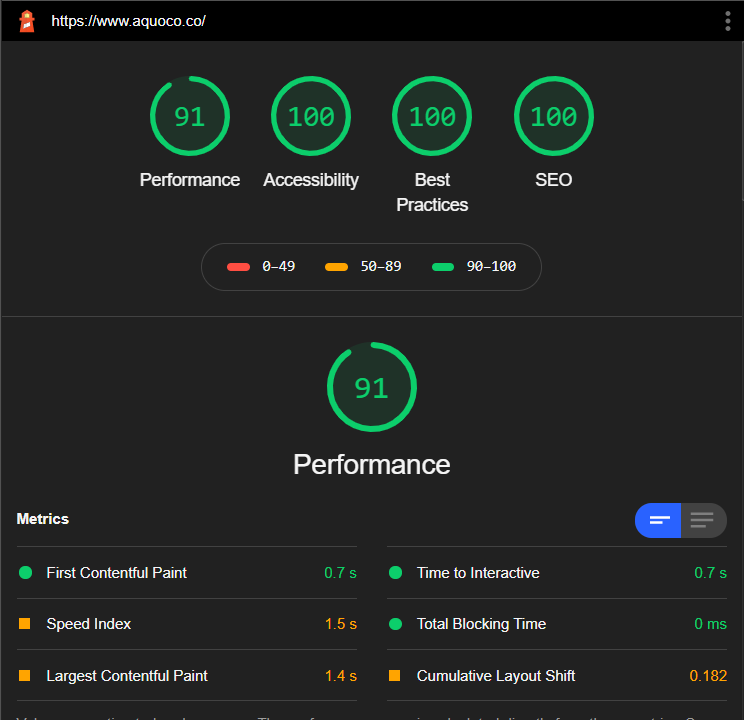 https://www.aquoco.co/
91 100 100 100
Performance Accessibility Best Practices SEO
0–49 50–89 90–100
91
Performance
Metrics
First Contentful Paint 0.7 s
Time to Interactive 0.7 s
Speed Index 1.5 s
Total Blocking Time 0 ms
Largest Contentful Paint 1.4 s
Cumulative Layout Shift 0.182